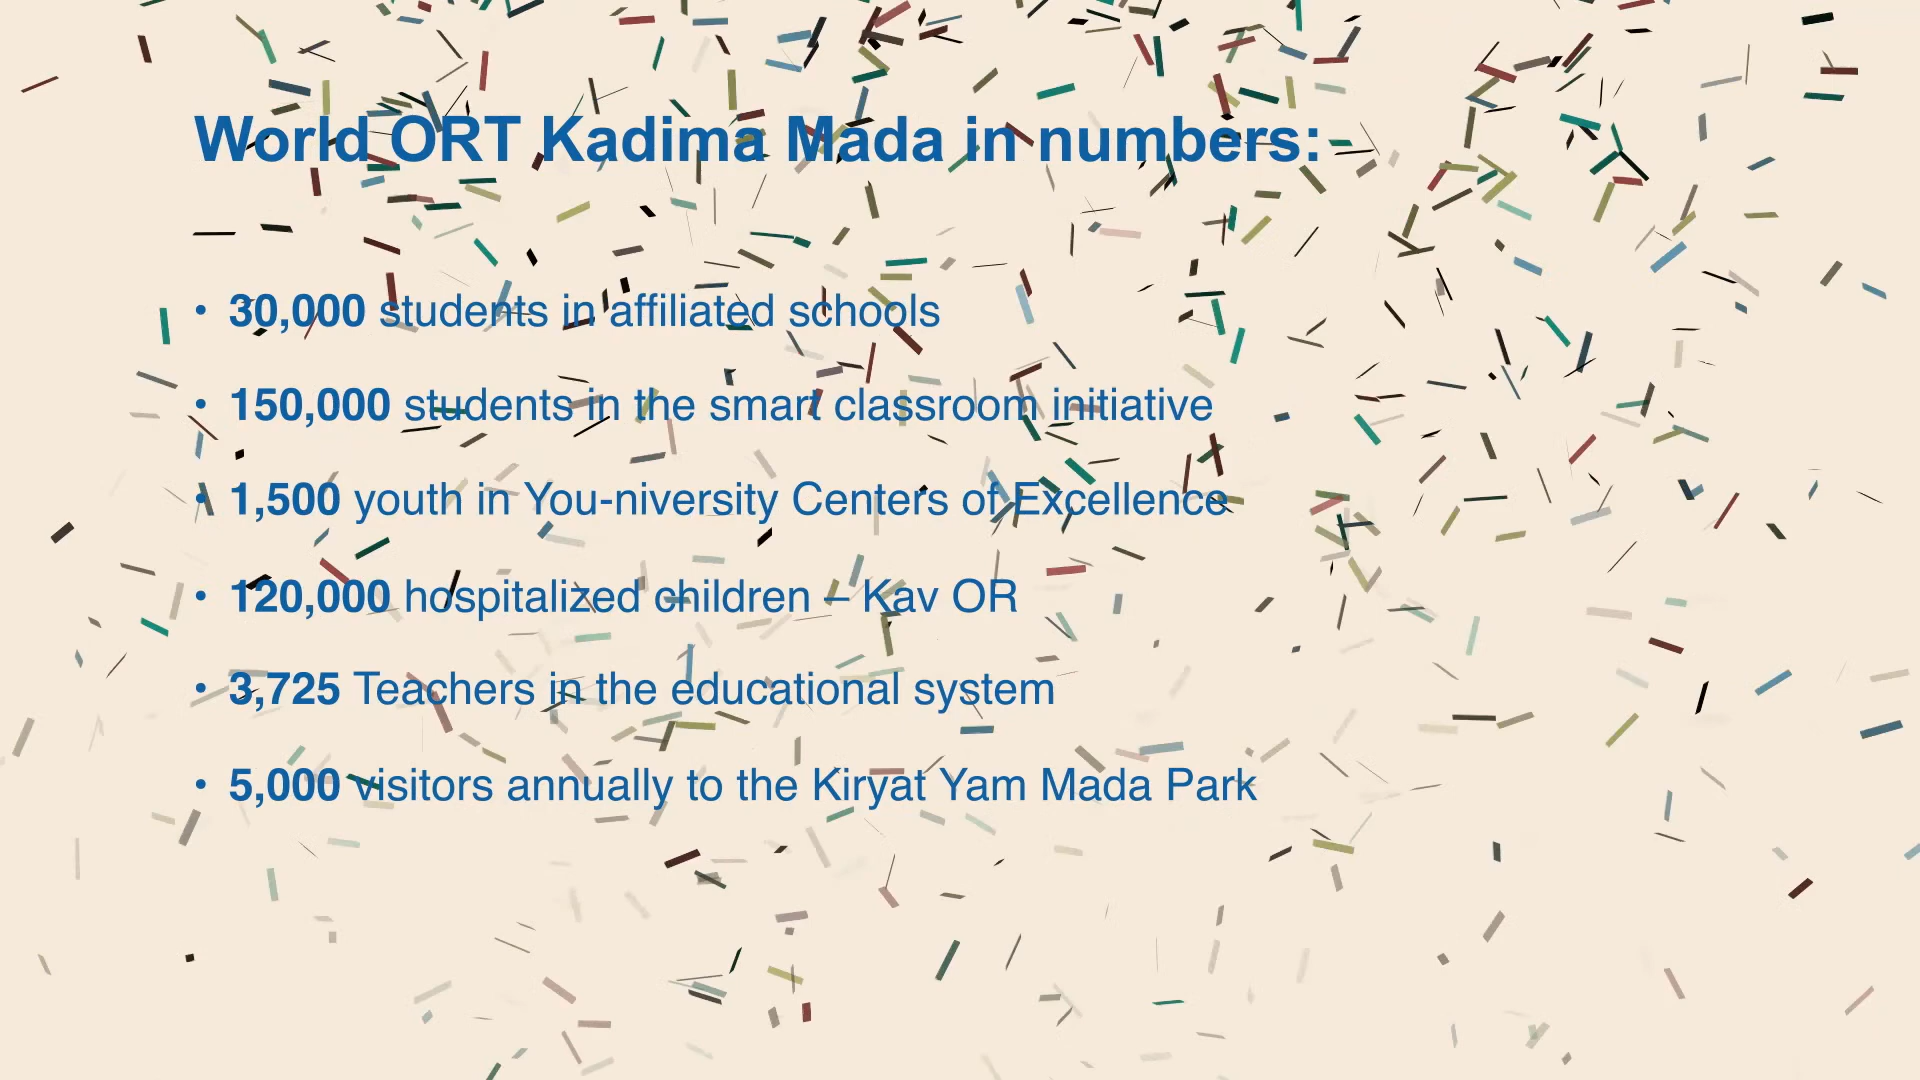 World ORT Kadima Mada in numbers:
• 30,000 students in affiliated schools
• 150,000 students in the smart classroom initiative
• 1,500 youth in You-niversity Centers of Excellence
• 120,000 hospitalized children – Kav OR
• 3,725 Teachers in the educational system
• 5,000 visitors annually to the Kiryat Yam Mada Park